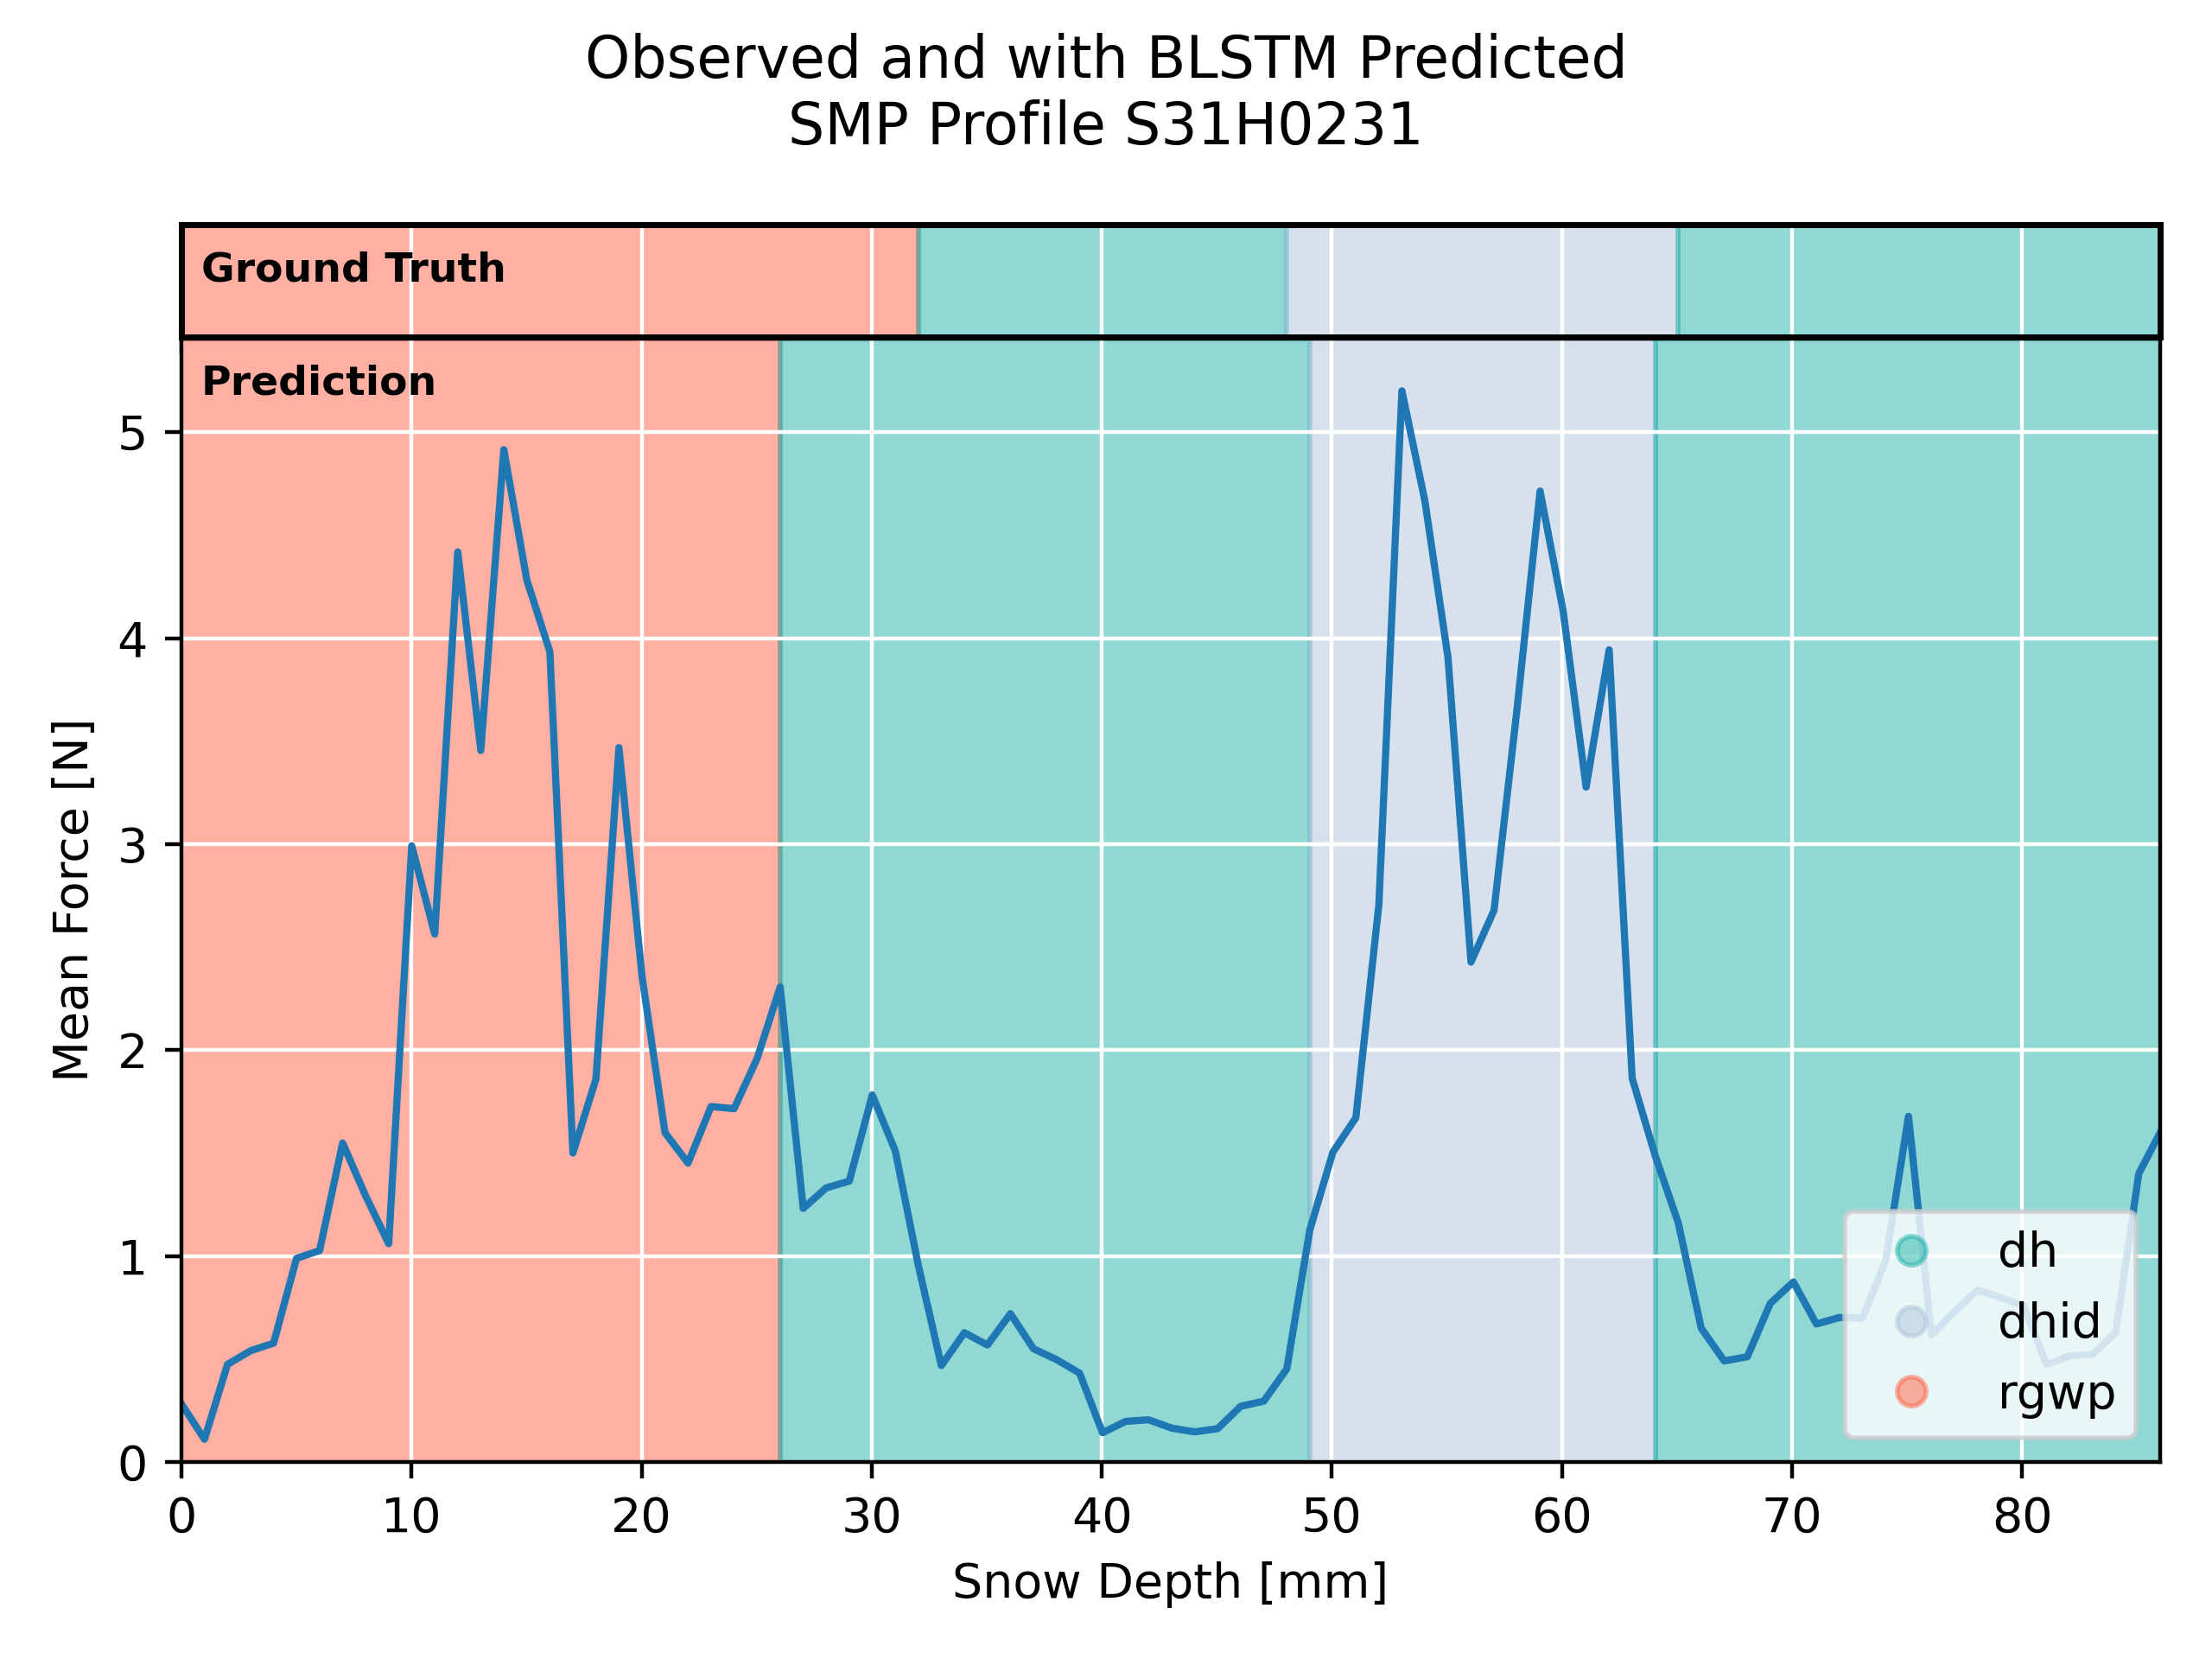 Observed and with BLSTM Predicted
SMP Profile S31H0231
Ground Truth
Prediction
5
4
3
2
1
0
Mean Force [N]
dh
dhid
rgwp
0 10 20 30 40 50 60 70 80
Snow Depth [mm]